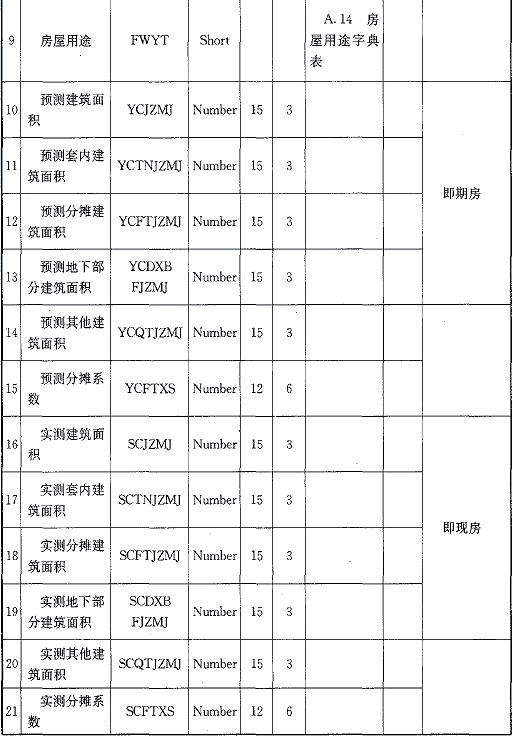 9 房屋用途 FWYT Short A.14 房屋用途字典表
10 预测建筑面积 YCJZMJ Number 15 3
11 预测套内建筑面积 YCTNJZMJ Number 15 3
12 预测分摊建筑面积 YCFTJZMJ Number 15 3
即期房
13 预测地下部分建筑面积 YCDXBFJZMJ Number 15 3
14 预测其他建筑面积 YCQTJZMJ Number 15 3
15 预测分摊系数 YCFTXS Number 12 6
16 实测建筑面积 SCJZMJ Number 15 3
17 实测套内建筑面积 SCTNJZMJ Number 15 3
即现房
18 实测分摊建筑面积 SCFTJZMJ Number 15 3
19 实测地下部分建筑面积 SCDXBFJZMJ Number 15 3
20 实测其他建筑面积 SCQTJZMJ Number 15 3
21 实测分摊系数 SCFTXS Number 12 6